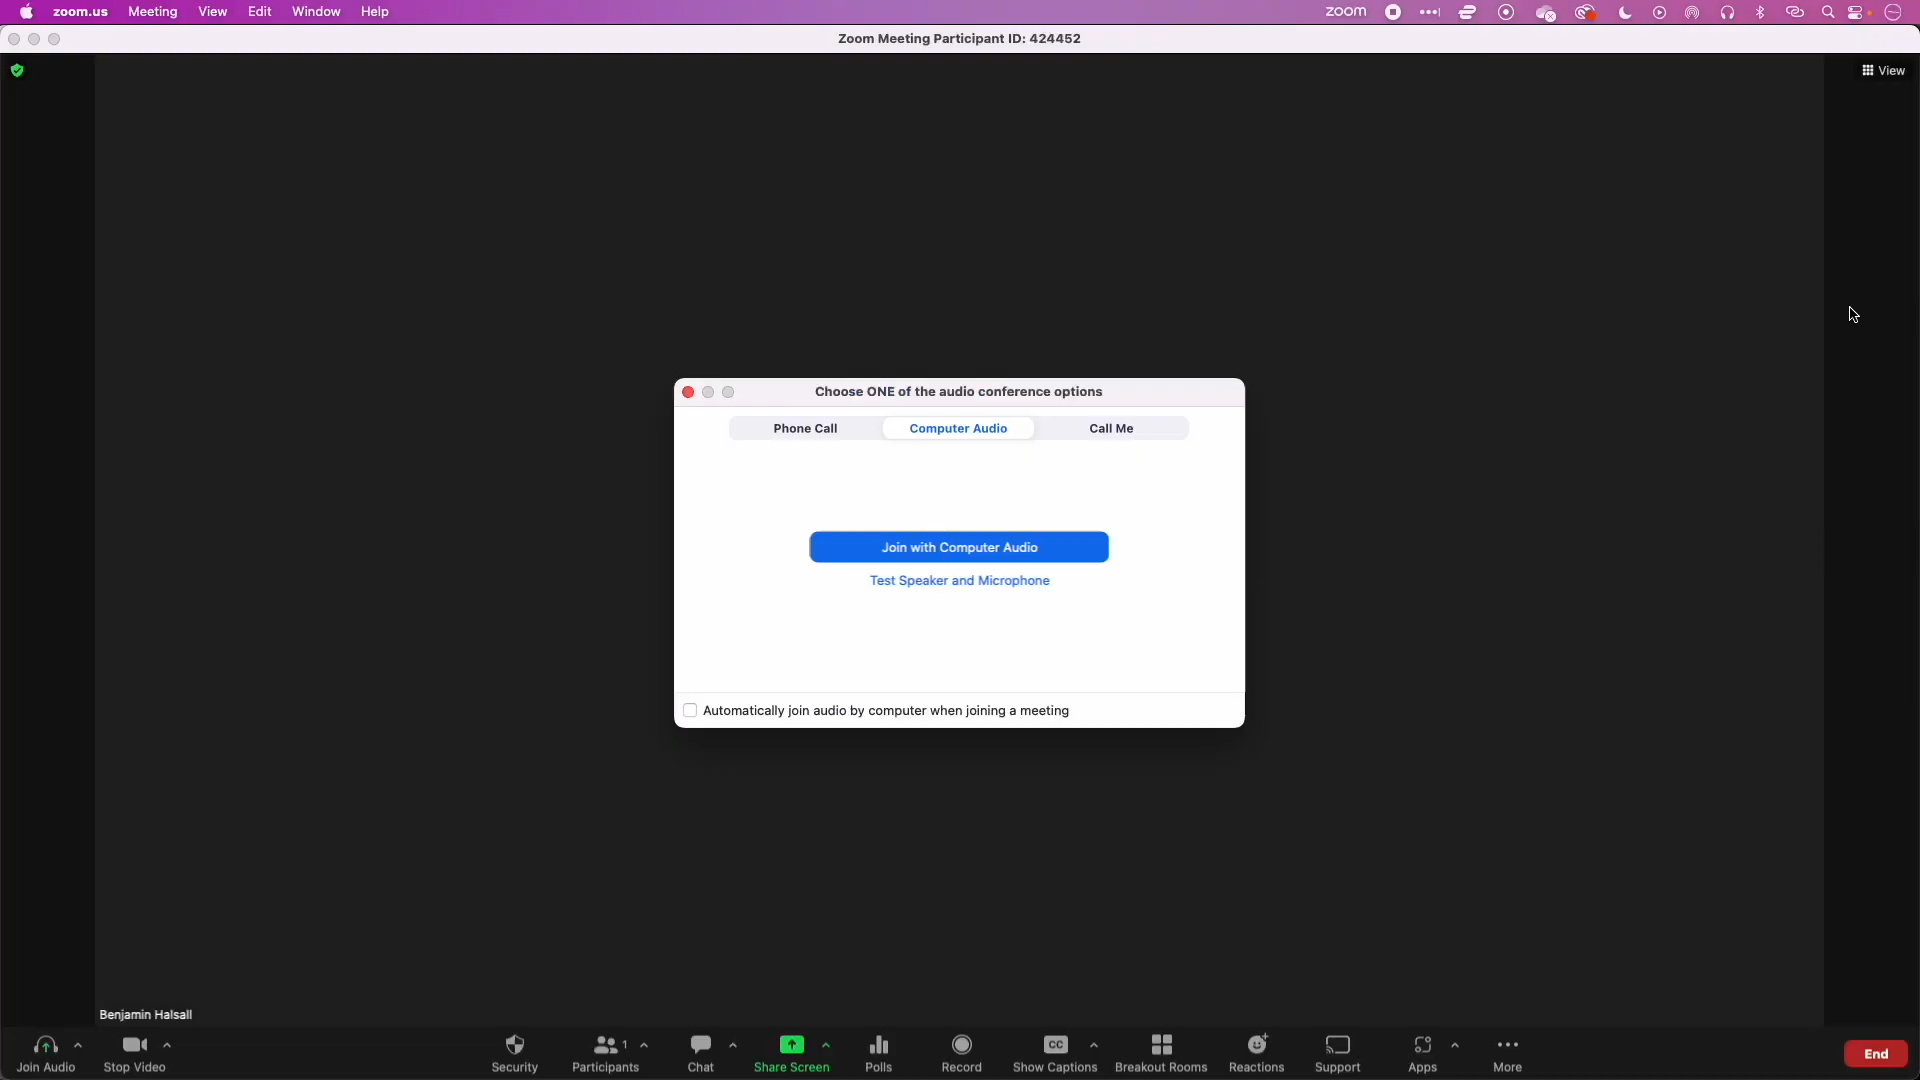 zoom.us Meeting View Edit Window Help zoom
Zoom Meeting Participant ID: 424452
View
Choose ONE of the audio conference options
Phone Call Computer Audio Call Me
Join with Computer Audio
Test Speaker and Microphone
Automatically join audio by computer when joining a meeting
Benjamin Halsall
1 CC
Join Audio Stop Video Security Participants Chat Share Screen Polls Record Show Captions Breakout Rooms Reactions Support Apps More End